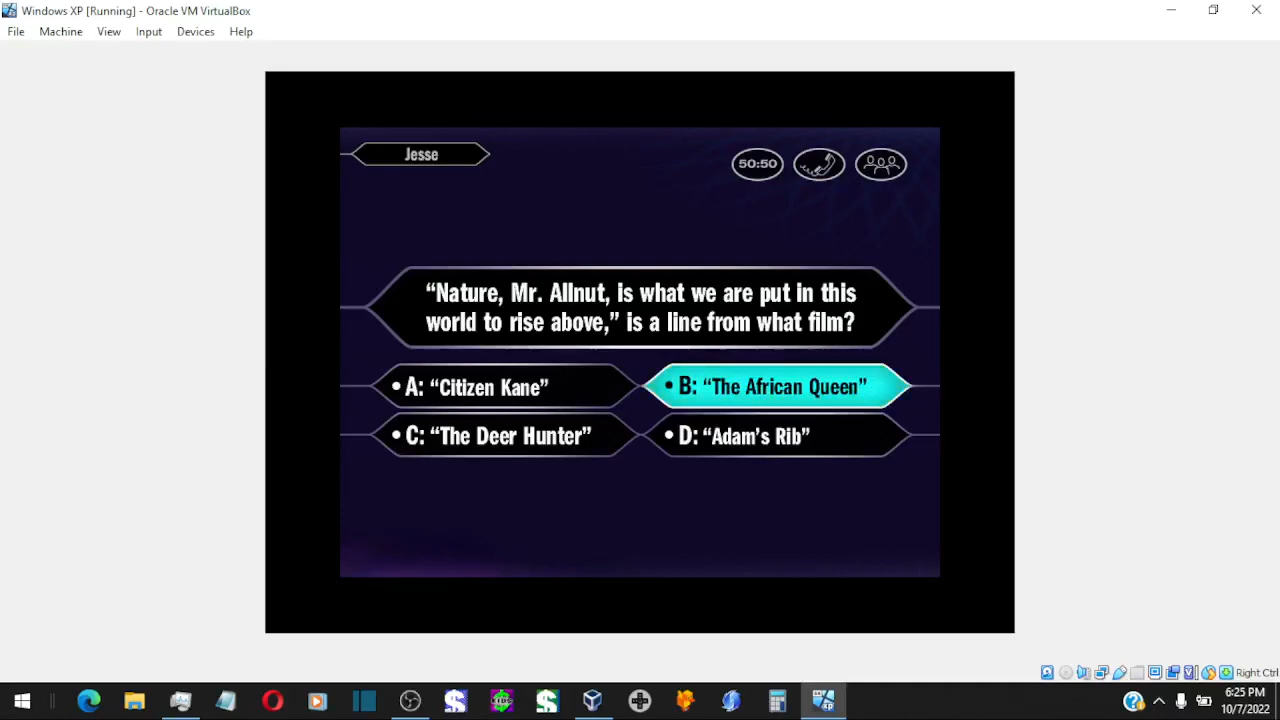 Windows XP [Running] - Oracle VM VirtualBox
File Machine View Input Devices Help
Jesse
50:50
“Nature, Mr. Allnut, is what we are put in this
world to rise above,” is a line from what film?
• A: “Citizen Kane”
• B: “The African Queen”
• C: “The Deer Hunter”
• D: “Adam’s Rib”
Right Ctrl
6:25 PM
10/7/2022